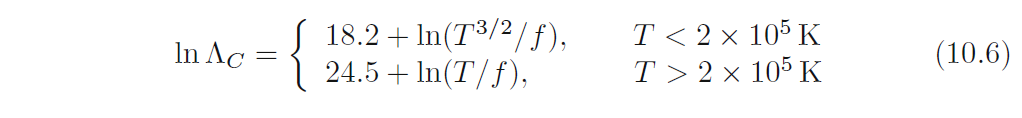 ln Λ_C = { 18.2 + ln(T^{3/2}/f), T < 2 × 10^5 K
24.5 + ln(T/f), T > 2 × 10^5 K (10.6)